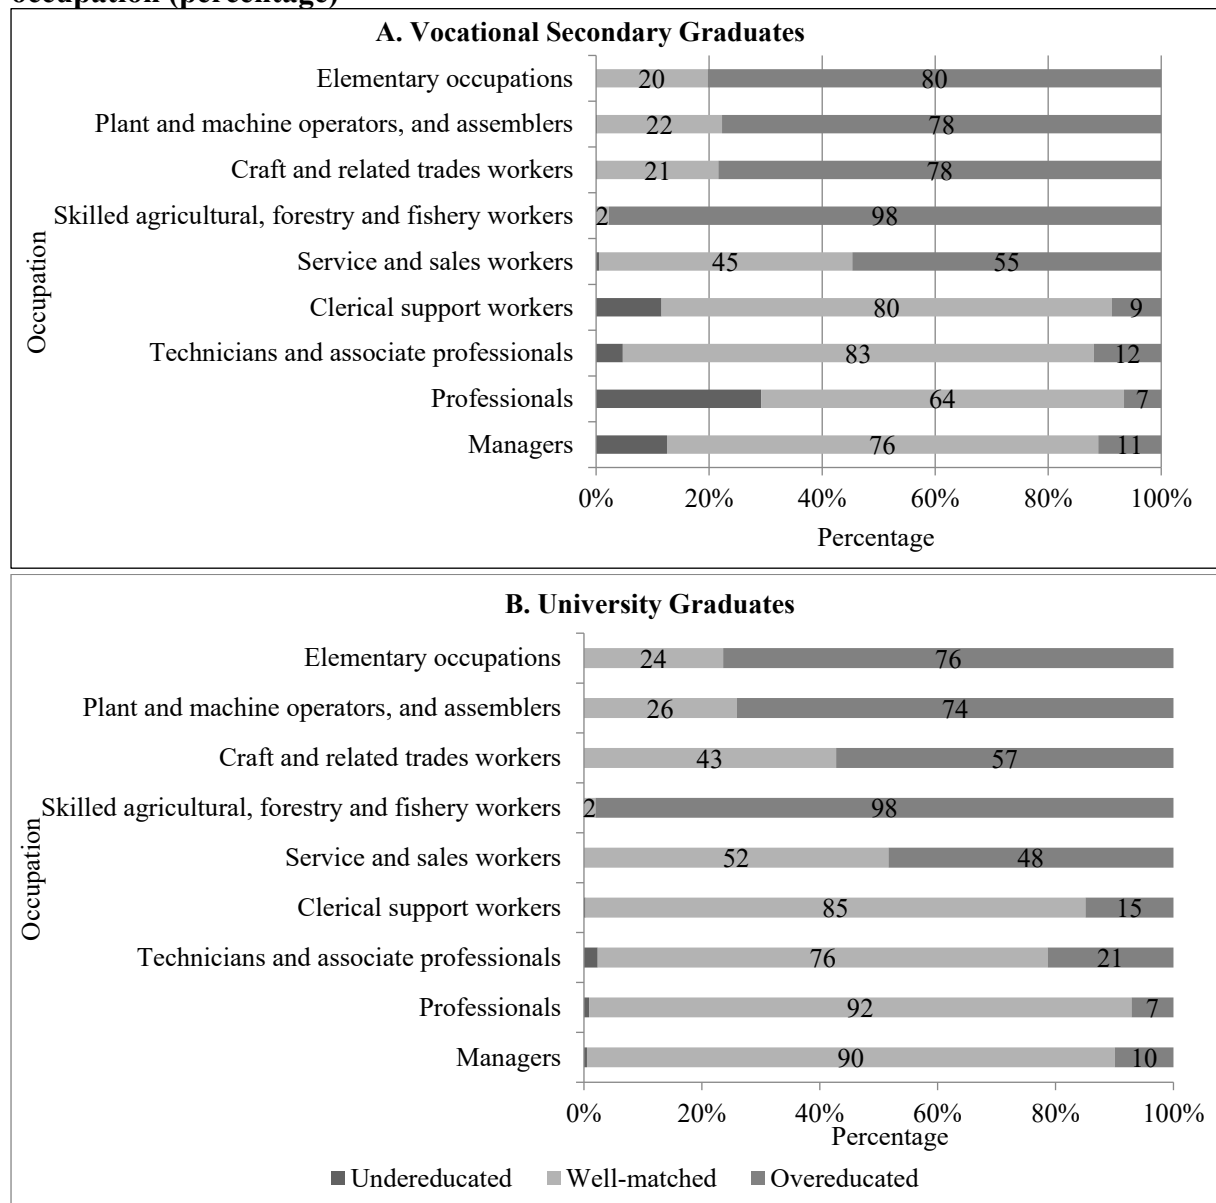 occupation (percentage)
A. Vocational Secondary Graduates
Occupation
Elementary occupations 20 80
Plant and machine operators, and assemblers 22 78
Craft and related trades workers 21 78
Skilled agricultural, forestry and fishery workers 2 98
Service and sales workers 45 55
Clerical support workers 80 9
Technicians and associate professionals 83 12
Professionals 64 7
Managers 76 11
0% 20% 40% 60% 80% 100%
Percentage
B. University Graduates
Occupation
Elementary occupations 24 76
Plant and machine operators, and assemblers 26 74
Craft and related trades workers 43 57
Skilled agricultural, forestry and fishery workers 2 98
Service and sales workers 52 48
Clerical support workers 85 15
Technicians and associate professionals 76 21
Professionals 92 7
Managers 90 10
0% 20% 40% 60% 80% 100%
Percentage
Undereducated Well-matched Overeducated